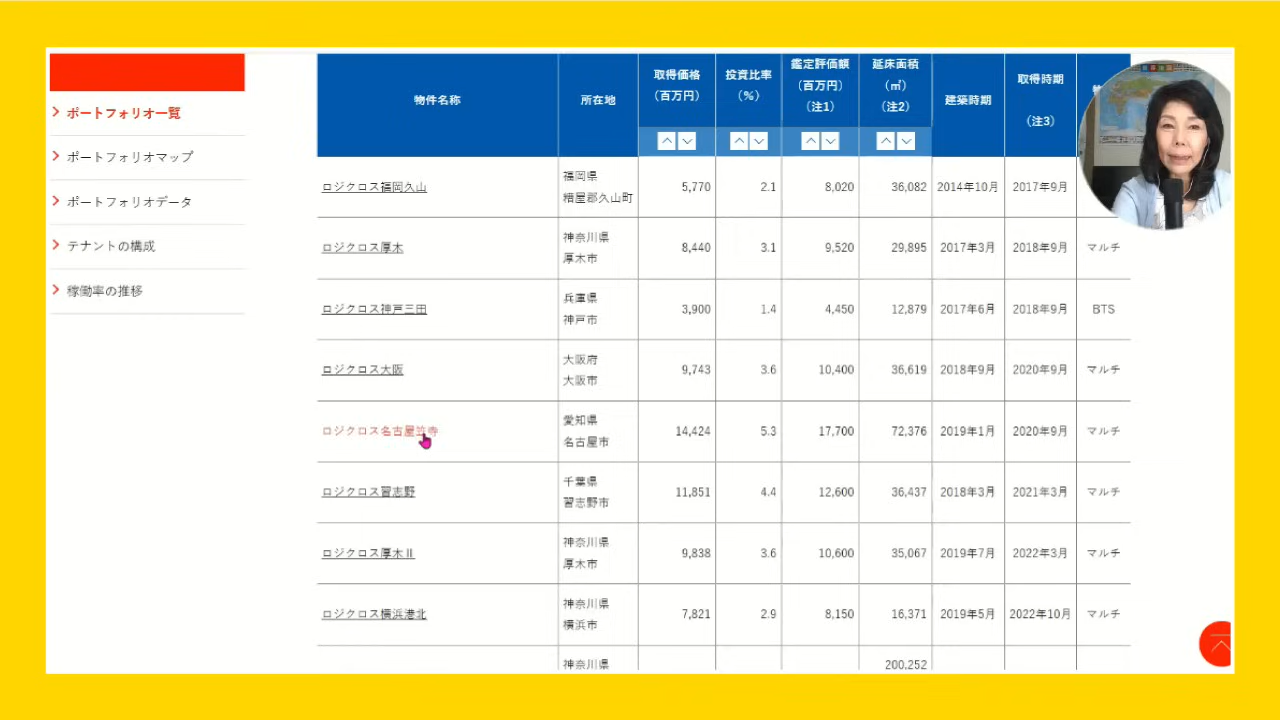 ポートフォリオ一覧
ポートフォリオマップ
ポートフォリオデータ
テナントの構成
稼働率の推移
物件名称 所在地 取得価格 (百万円) 投資比率 (%) 鑑定評価額 (百万円) (注1) 延床面積 (㎡) (注2) 建築時期 取得時期 (注3)
ロジクロス福岡久山 福岡県 糟屋郡久山町 5,770 2.1 8,020 36,082 2014年10月 2017年9月
ロジクロス厚木 神奈川県 厚木市 8,440 3.1 9,520 29,895 2017年3月 2018年9月 マルチ
ロジクロス神戸三田 兵庫県 神戸市 3,900 1.4 4,450 12,879 2017年6月 2018年9月 BTS
ロジクロス大阪 大阪府 大阪市 9,743 3.6 10,400 36,619 2018年9月 2020年9月 マルチ
ロジクロス名古屋笠寺 愛知県 名古屋市 14,424 5.3 17,700 72,376 2019年1月 2020年9月 マルチ
ロジクロス習志野 千葉県 習志野市 11,851 4.4 12,600 36,437 2018年3月 2021年3月 マルチ
ロジクロス厚木Ⅱ 神奈川県 厚木市 9,838 3.6 10,600 35,067 2019年7月 2022年3月 マルチ
ロジクロス横浜港北 神奈川県 横浜市 7,821 2.9 8,150 16,371 2019年5月 2022年10月 マルチ
神奈川県 200,252